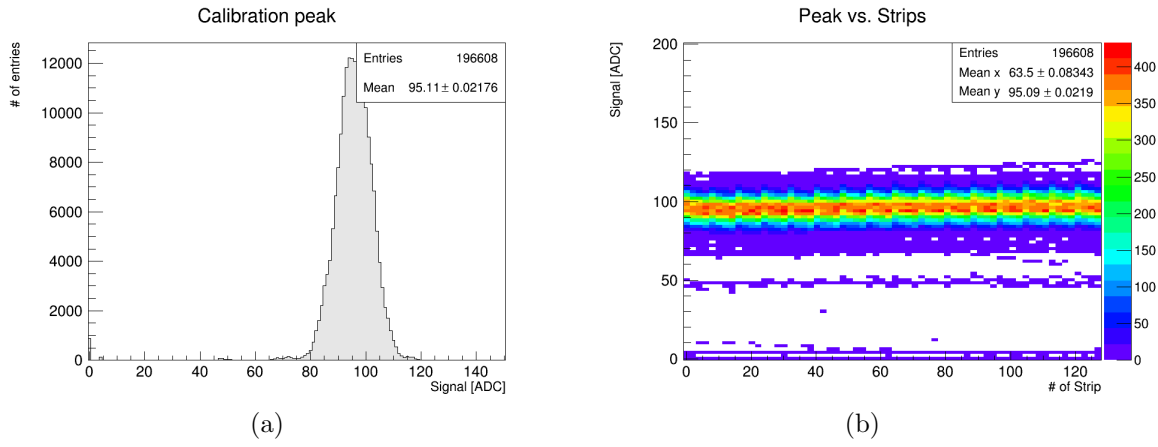 Calibration peak
# of entries
Entries 196608
Mean 95.11 ± 0.02176
12000
10000
8000
6000
4000
2000
0
0 20 40 60 80 100 120 140
Signal [ADC]
(a)
Peak vs. Strips
Signal [ADC]
Entries 196608
Mean x 63.5 ± 0.08343
Mean y 95.09 ± 0.0219
200
150
100
50
0
0 20 40 60 80 100 120
# of Strip
400
350
300
250
200
150
100
50
0
(b)